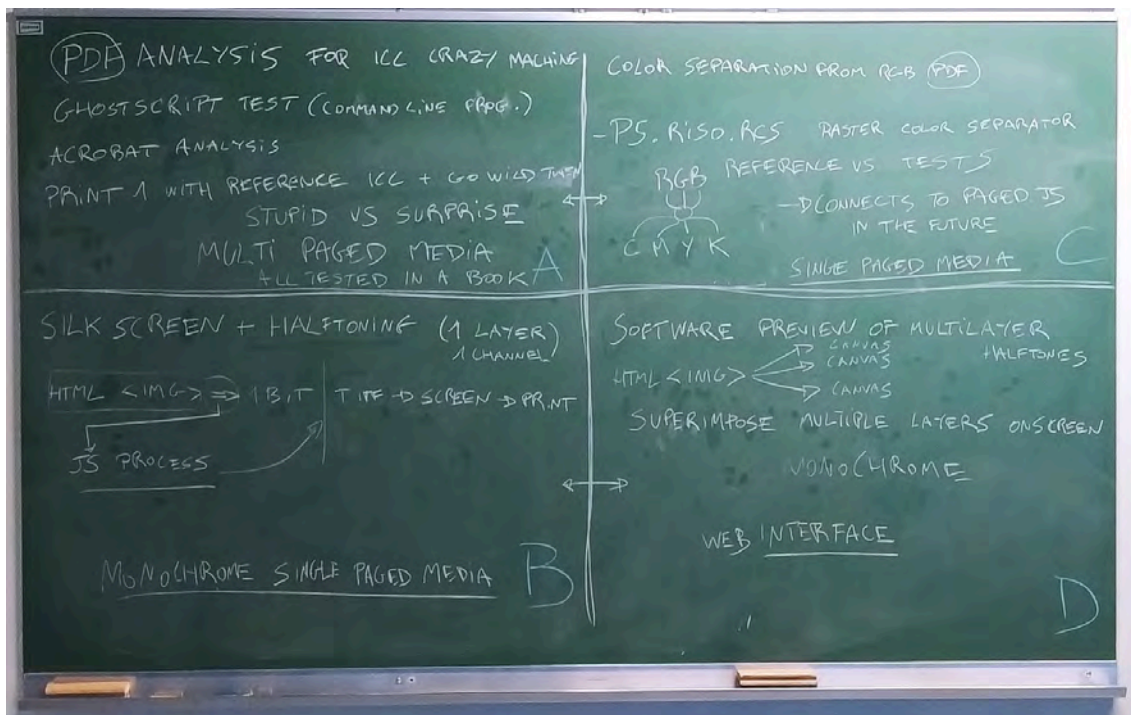 PDF ANALYSIS FOR ICC CRAZY MACHINE
GHOSTSCRIPT TEST (COMMAND LINE PROG.)
ACROBAT ANALYSIS
PRINT 1 WITH REFERENCE ICC + GO WILD THEN
STUPID VS SURPRISE
MULTI PAGED MEDIA
ALL TESTED IN A BOOK
A
COLOR SEPARATION FROM RGB PDF
- P5.RISO.RCS RASTER COLOR SEPARATOR
REFERENCE VS TESTS
RGB
C M Y K
CONNECTS TO PAGED.JS
IN THE FUTURE
SINGLE PAGED MEDIA
C
SILK SCREEN + HALFTONING (1 LAYER)
1 CHANNEL
HTML <IMG> ⇒ 1 BIT | TIFF → SCREEN → PRINT
JS PROCESS
MONOCHROME SINGLE PAGED MEDIA
B
SOFTWARE PREVIEW OF MULTILAYER
HALFTONES
HTML <IMG>
CANVAS
CANVAS
CANVAS
SUPERIMPOSE MULTIPLE LAYERS ONSCREEN
MONOCHROME
WEB INTERFACE
D